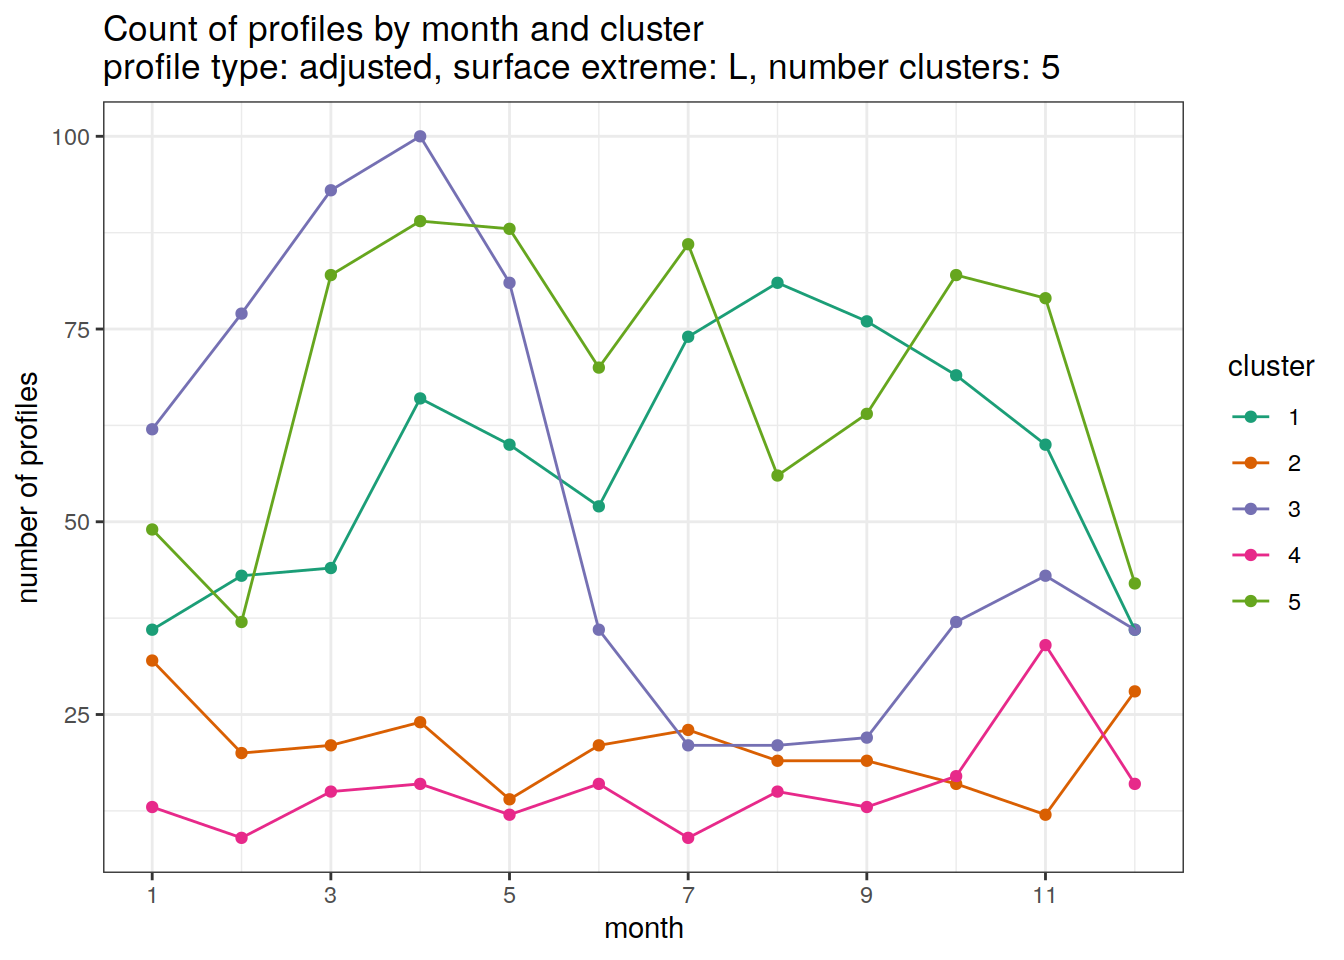 Count of profiles by month and cluster
profile type: adjusted, surface extreme: L, number clusters: 5
100
75
50
25
number of profiles
1 3 5 7 9 11
month
cluster
1
2
3
4
5